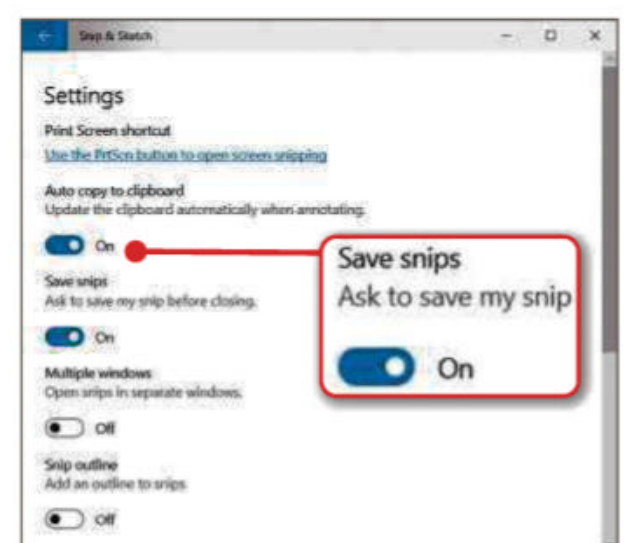 Snip & Sketch
Settings
Print Screen shortcut
Use the PrtScn button to open screen snipping
Auto copy to clipboard
Update the clipboard automatically when annotating.
On
Save snips
Ask to save my snip before closing.
On
Multiple windows
Open snips in separate windows.
Off
Snip outline
Add an outline to snips
Off
Save snips
Ask to save my snip
On